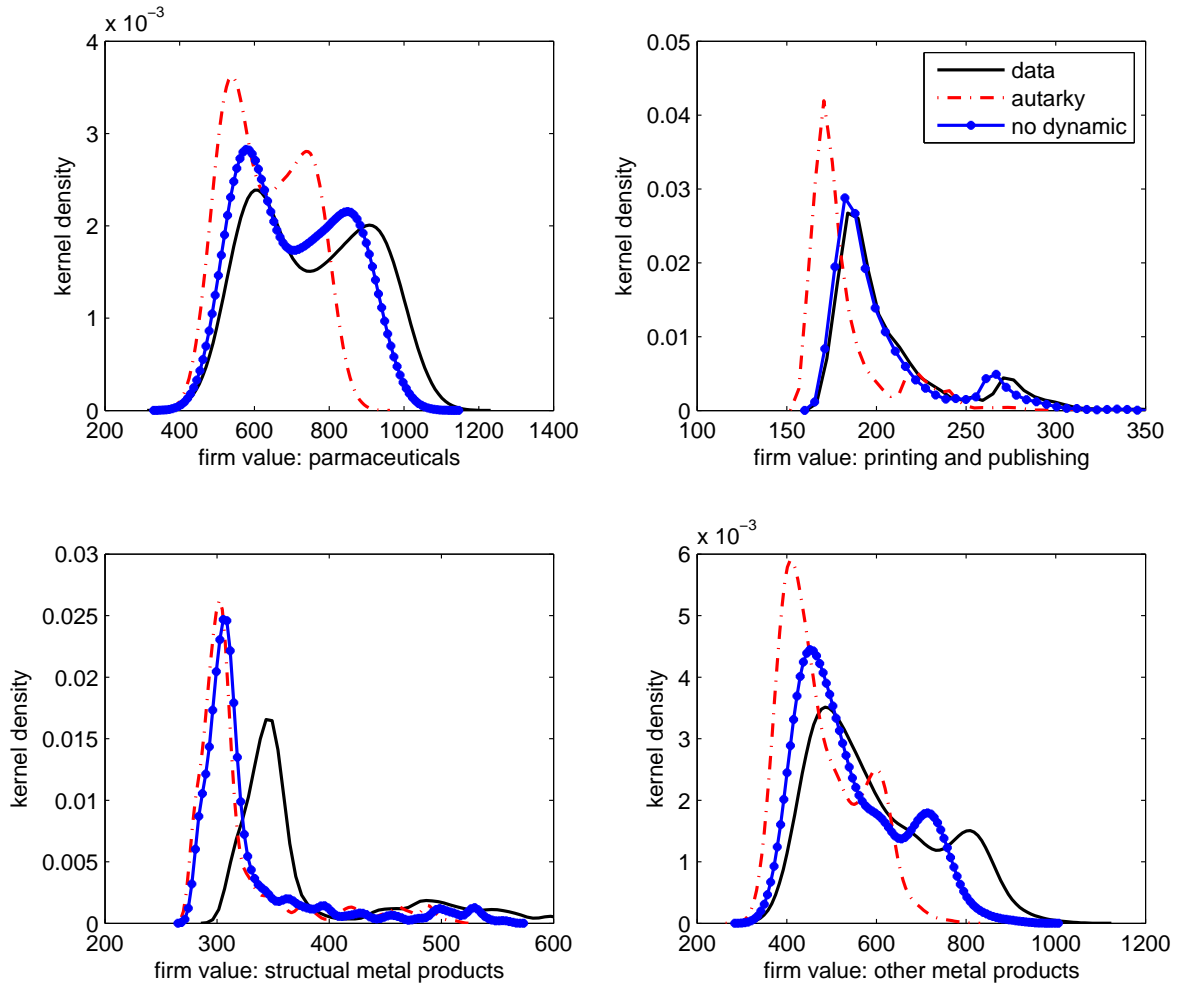 x 10−3
4
3
2
1
0
kernel density
200 400 600 800 1000 1200 1400
firm value: parmaceuticals
0.05
0.04
0.03
0.02
0.01
0
kernel density
data
autarky
no dynamic
100 150 200 250 300 350
firm value: printing and publishing
0.03
0.025
0.02
0.015
0.01
0.005
0
kernel density
200 300 400 500 600
firm value: structual metal products
x 10−3
6
5
4
3
2
1
0
kernel density
200 400 600 800 1000 1200
firm value: other metal products